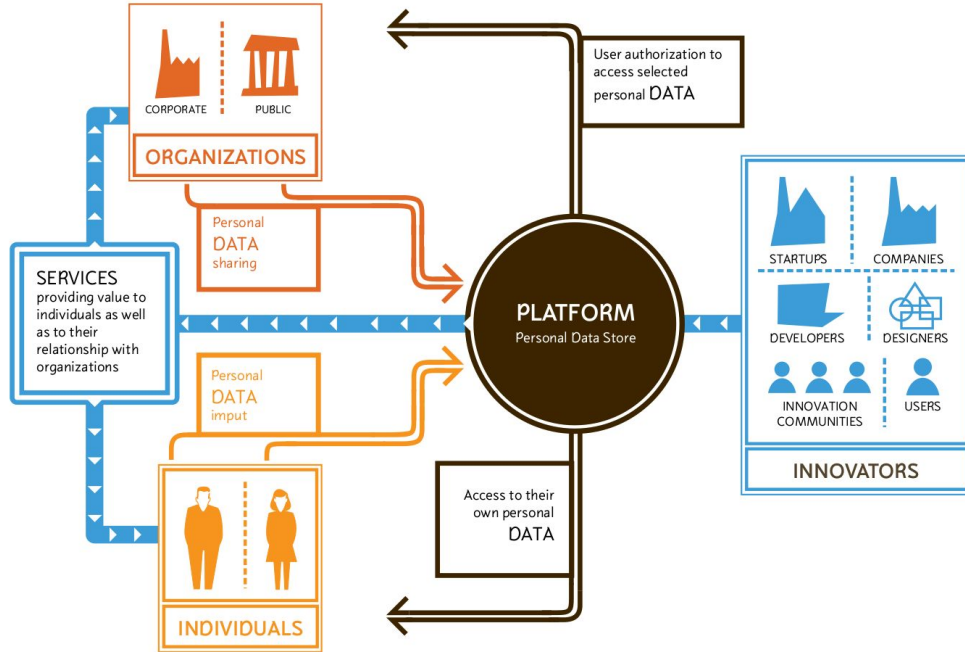 User authorization to
access selected
personal DATA
CORPORATE
PUBLIC
ORGANIZATIONS
Personal
DATA
sharing
SERVICES
providing value to
individuals as well
as to their
relationship with
organizations
PLATFORM
Personal Data Store
STARTUPS
COMPANIES
DEVELOPERS
DESIGNERS
INNOVATION
COMMUNITIES
USERS
INNOVATORS
Personal
DATA
imput
Access to their
own personal
DATA
INDIVIDUALS